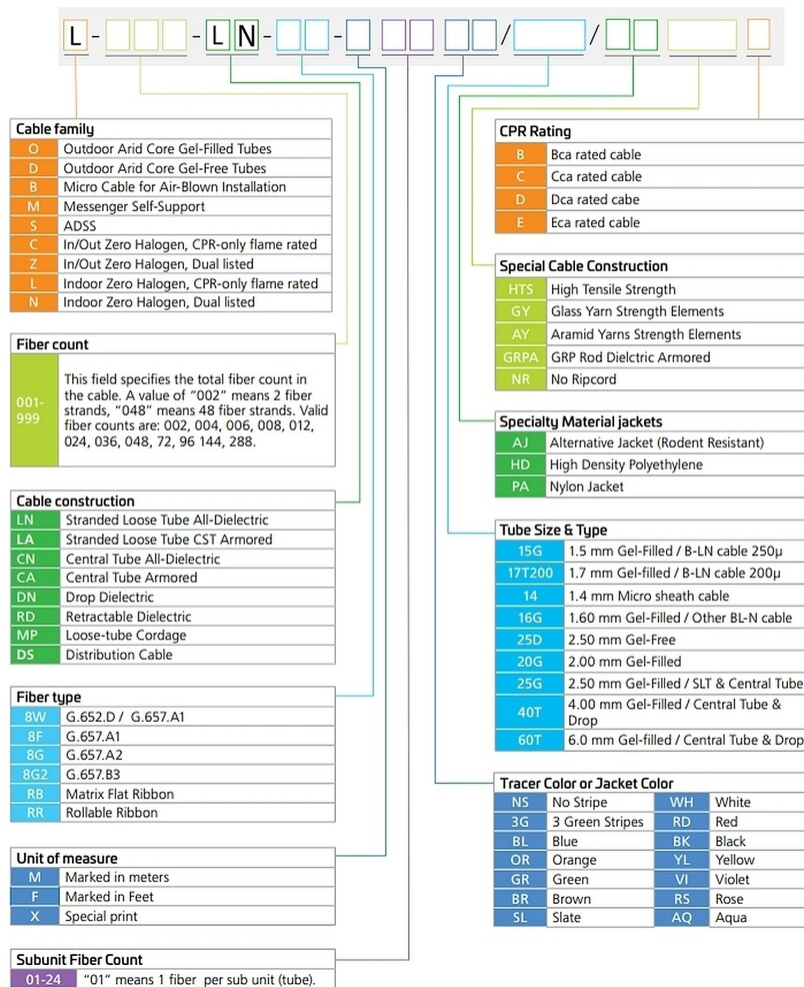 L - - L N - - / /
Cable family
O Outdoor Arid Core Gel-Filled Tubes
D Outdoor Arid Core Gel-Free Tubes
B Micro Cable for Air-Blown Installation
M Messenger Self-Support
S ADSS
C In/Out Zero Halogen, CPR-only flame rated
Z In/Out Zero Halogen, Dual listed
L Indoor Zero Halogen, CPR-only flame rated
N Indoor Zero Halogen, Dual listed
Fiber count
001-
999
This field specifies the total fiber count in
the cable. A value of “002” means 2 fiber
strands, “048” means 48 fiber strands. Valid
fiber counts are: 002, 004, 006, 008, 012,
024, 036, 048, 72, 96 144, 288.
Cable construction
LN Stranded Loose Tube All-Dielectric
LA Stranded Loose Tube CST Armored
CN Central Tube All-Dielectric
CA Central Tube Armored
DN Drop Dielectric
RD Retractable Dielectric
MP Loose-tube Cordage
DS Distribution Cable
Fiber type
8W G.652.D / G.657.A1
8F G.657.A1
8G G.657.A2
8G2 G.657.B3
RB Matrix Flat Ribbon
RR Rollable Ribbon
Unit of measure
M Marked in meters
F Marked in Feet
X Special print
Subunit Fiber Count
01-24 “01” means 1 fiber per sub unit (tube).
CPR Rating
B Bca rated cable
C Cca rated cable
D Dca rated cabe
E Eca rated cable
Special Cable Construction
HTS High Tensile Strength
GY Glass Yarn Strength Elements
AY Aramid Yarns Strength Elements
GRPA GRP Rod Dielctric Armored
NR No Ripcord
Specialty Material jackets
AJ Alternative Jacket (Rodent Resistant)
HD High Density Polyethylene
PA Nylon Jacket
Tube Size & Type
15G 1.5 mm Gel-Filled / B-LN cable 250µ
17T200 1.7 mm Gel-filled / B-LN cable 200µ
14 1.4 mm Micro sheath cable
16G 1.60 mm Gel-Filled / Other BL-N cable
25D 2.50 mm Gel-Free
20G 2.00 mm Gel-Filled
25G 2.50 mm Gel-Filled / SLT & Central Tube
40T 4.00 mm Gel-Filled / Central Tube &
Drop
60T 6.0 mm Gel-filled / Central Tube & Drop
Tracer Color or Jacket Color
NS No Stripe WH White
3G 3 Green Stripes RD Red
BL Blue BK Black
OR Orange YL Yellow
GR Green VI Violet
BR Brown RS Rose
SL Slate AQ Aqua